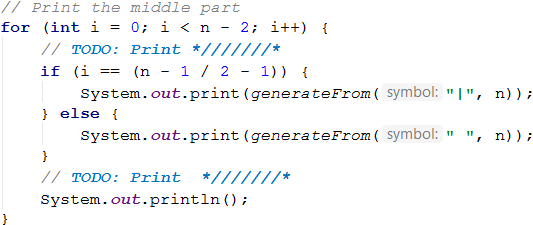 // Print the middle part
for (int i = 0; i < n - 2; i++) {
// TODO: Print *///////*
if (i == (n - 1 / 2 - 1)) {
System.out.print(generateFrom( symbol: "|", n));
} else {
System.out.print(generateFrom( symbol: " ", n));
}
// TODO: Print  *///////*
System.out.println();
}